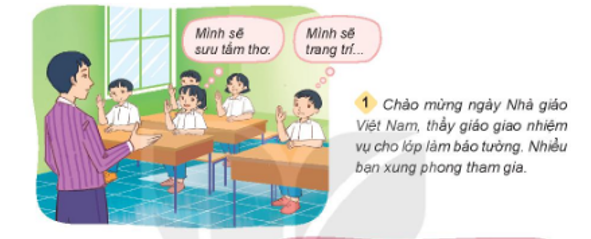 Mình sẽ
sưu tầm thơ.
Mình sẽ
trang trí...
1 Chào mừng ngày Nhà giáo
Việt Nam, thầy giáo giao nhiệm
vụ cho lớp làm báo tường. Nhiều
bạn xung phong tham gia.